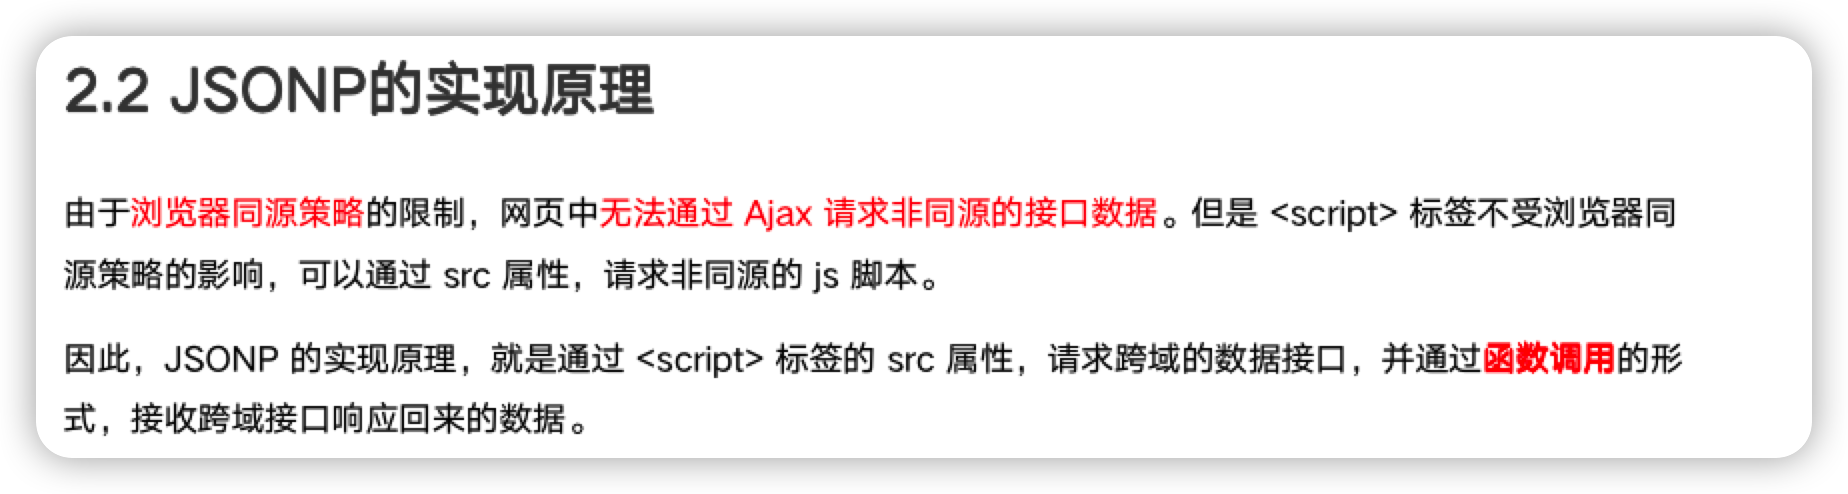 2.2 JSONP的实现原理
由于浏览器同源策略的限制，网页中无法通过 Ajax 请求非同源的接口数据。但是 <script> 标签不受浏览器同
源策略的影响，可以通过 src 属性，请求非同源的 js 脚本。
因此，JSONP 的实现原理，就是通过 <script> 标签的 src 属性，请求跨域的数据接口，并通过函数调用的形
式，接收跨域接口响应回来的数据。